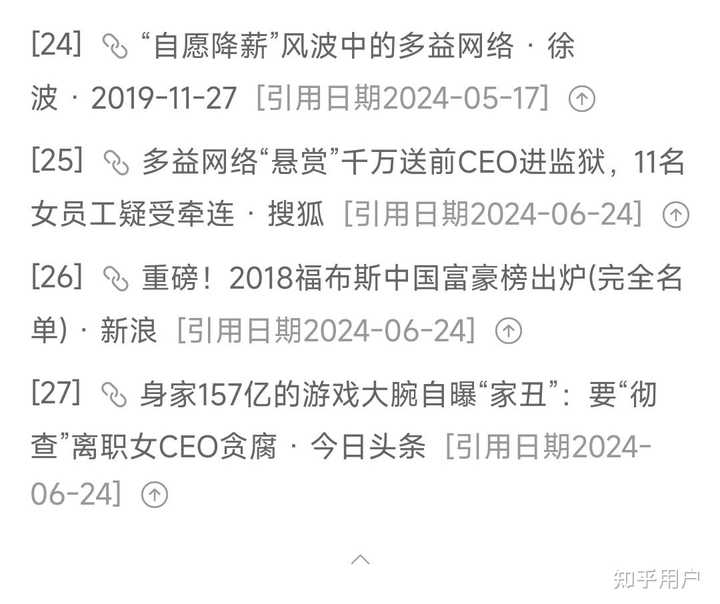 [24] “自愿降薪”风波中的多益网络 · 徐
波 · 2019-11-27 [引用日期2024-05-17]
[25] 多益网络“悬赏”千万送前CEO进监狱，11名
女员工疑受牵连 · 搜狐 [引用日期2024-06-24]
[26] 重磅！2018福布斯中国富豪榜出炉(完全名
单) · 新浪 [引用日期2024-06-24]
[27] 身家157亿的游戏大腕自曝“家丑”：要“彻
查”离职女CEO贪腐 · 今日头条 [引用日期2024-
06-24]
知乎用户